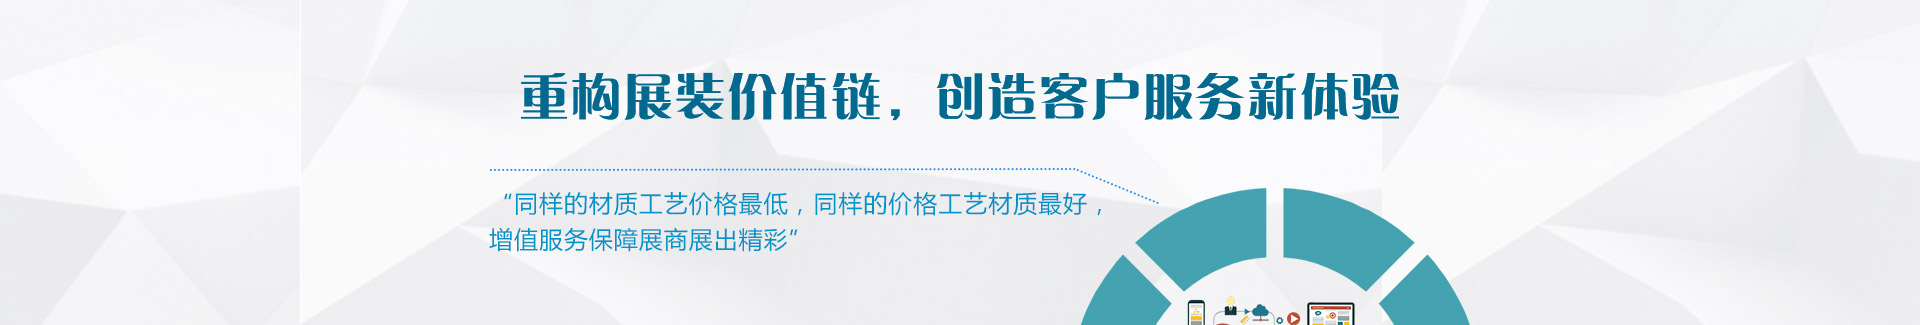 重构展装价值链，创造客户服务新体验
“同样的材质工艺价格最低，同样的价格工艺材质最好，
增值服务保障展商展出精彩”